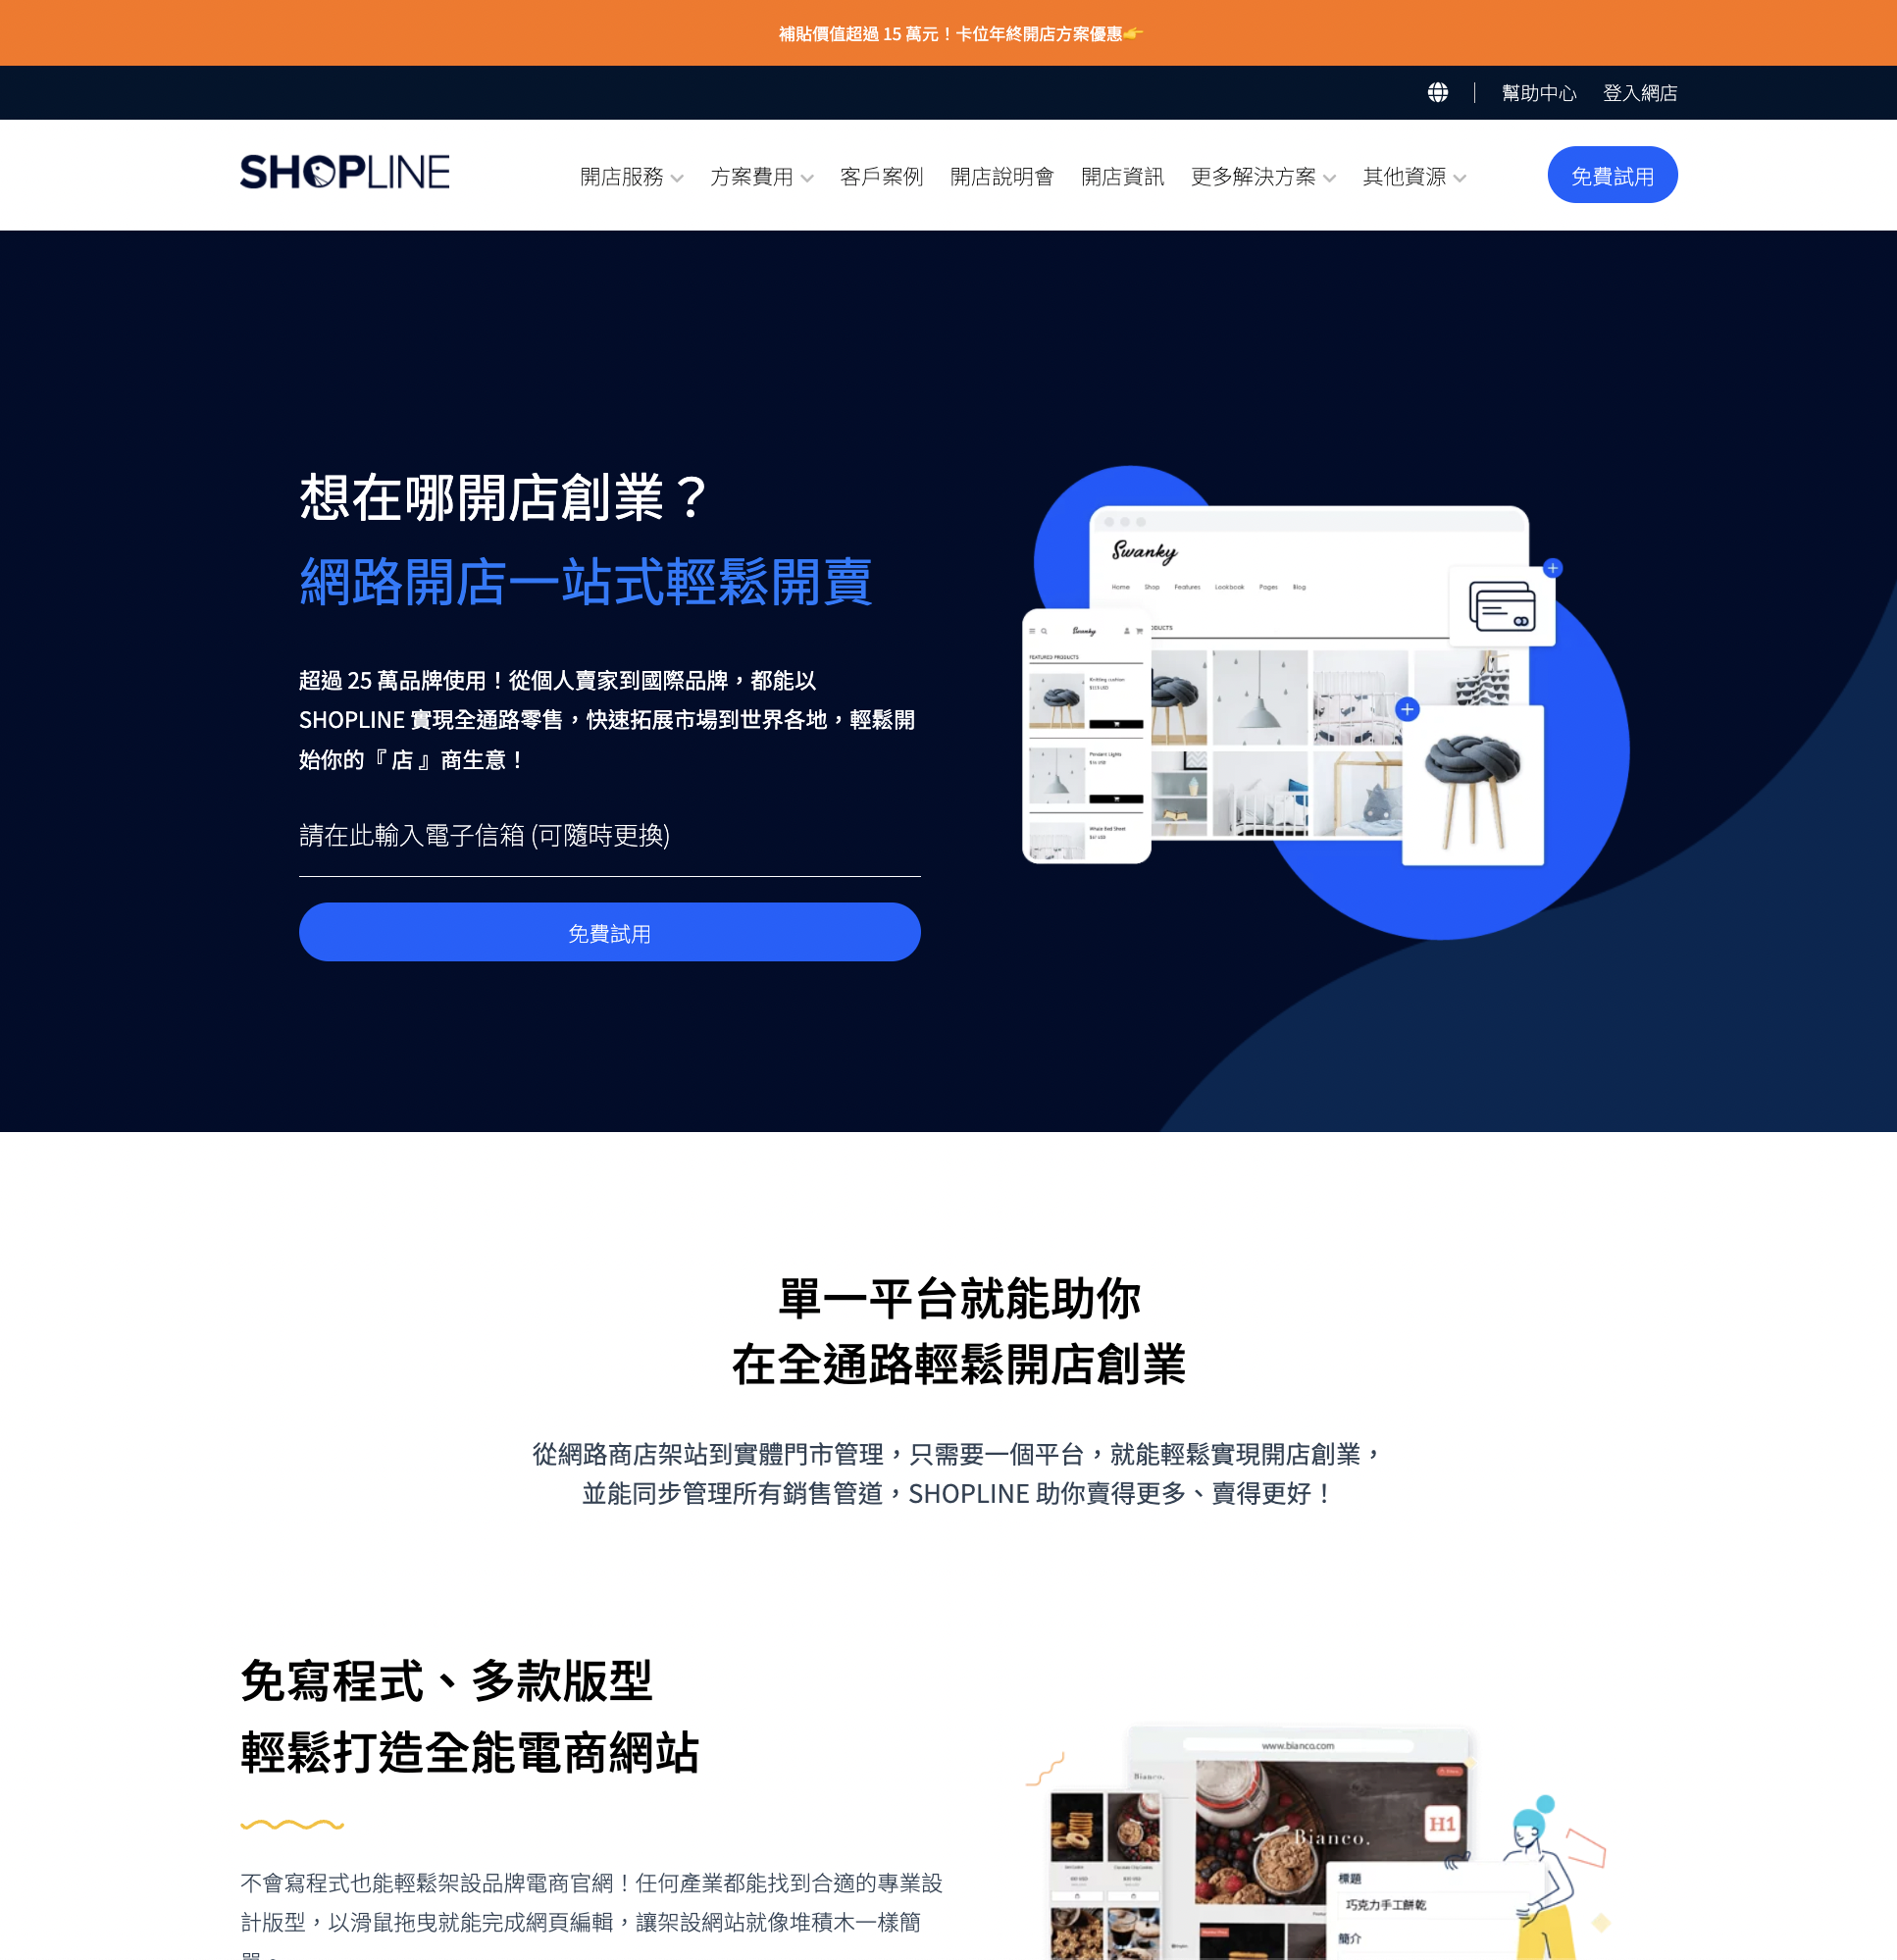 補貼價值超過 15 萬元！卡位年終開店方案優惠👉
幫助中心 登入網店
SHOPLINE
開店服務 方案費用 客戶案例 開店說明會 開店資訊 更多解決方案 其他資源
免費試用
想在哪開店創業？
網路開店一站式輕鬆開賣
超過 25 萬品牌使用！從個人賣家到國際品牌，都能以
SHOPLINE 實現全通路零售，快速拓展市場到世界各地，輕鬆開
始你的『 店 』商生意！
請在此輸入電子信箱 (可隨時更換)
免費試用
Swanky
Home Shop Features Lookbook Pages Blog
Swanky
FEATURED PRODUCTS
Knitting cushion
Pendant Lights
Whale Bed Sheet
單一平台就能助你
在全通路輕鬆開店創業
從網路商店架站到實體門市管理，只需要一個平台，就能輕鬆實現開店創業，
並能同步管理所有銷售管道，SHOPLINE 助你賣得更多、賣得更好！
免寫程式、多款版型
輕鬆打造全能電商網站
不會寫程式也能輕鬆架設品牌電商官網！任何產業都能找到合適的專業設
計版型，以滑鼠拖曳就能完成網頁編輯，讓架設網站就像堆積木一樣簡
www.bianco.com
Bianco.
Bianco.
H1
標題
巧克力手工餅乾
簡介